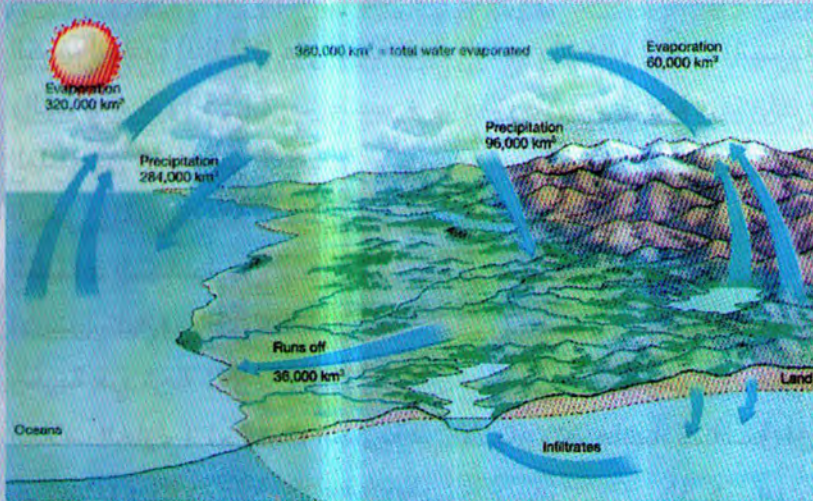 380,000 km³ = total water evaporated
Evaporation
60,000 km³
Evaporation
320,000 km³
Precipitation
284,000 km³
Precipitation
96,000 km³
Runs off
36,000 km³
Oceans
Land
Infiltrates